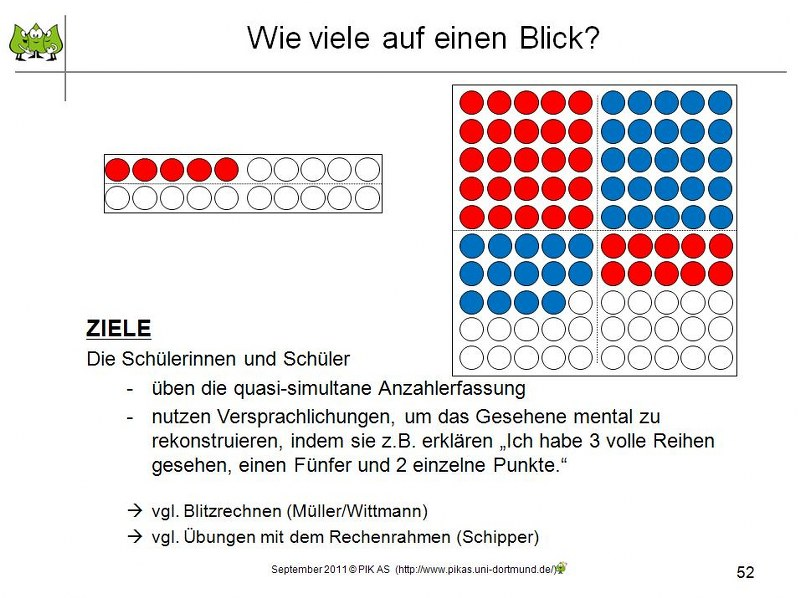 Wie viele auf einen Blick?
ZIELE
Die Schülerinnen und Schüler
- üben die quasi-simultane Anzahlerfassung
- nutzen Versprachlichungen, um das Gesehene mental zu
rekonstruieren, indem sie z.B. erklären „Ich habe 3 volle Reihen
gesehen, einen Fünfer und 2 einzelne Punkte.“
→ vgl. Blitzrechnen (Müller/Wittmann)
→ vgl. Übungen mit dem Rechenrahmen (Schipper)
September 2011 © PIK AS (http://www.pikas.uni-dortmund.de/)
52